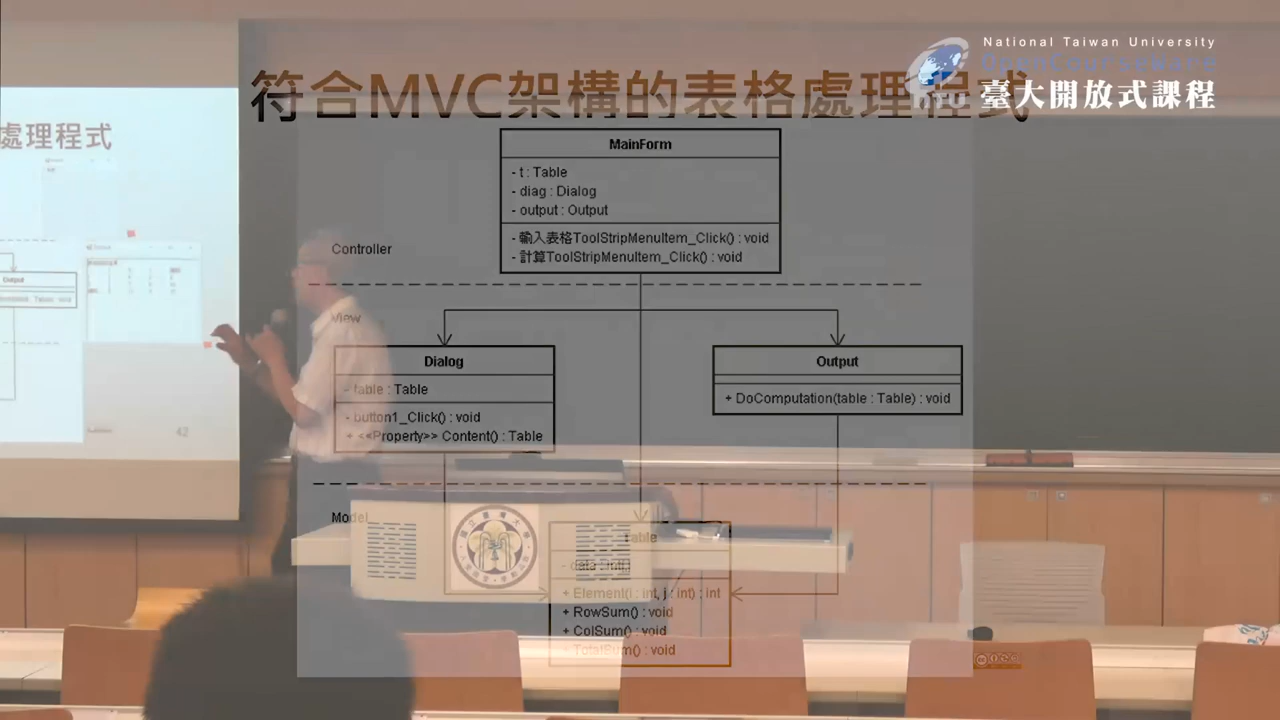 National Taiwan University
OpenCourseWare
臺大開放式課程
NTU
符合MVC架構的表格處理程式
處理程式
MainForm
- t : Table
- diag : Dialog
- output : Output
- 輸入表格ToolStripMenuItem_Click() : void
- 計算ToolStripMenuItem_Click() : void
Controller
View
Dialog
- table : Table
- button1_Click() : void
+ <<Property>> Content() : Table
Output
+ DoComputation(table : Table) : void
Output
42
Model
Table
- data : int[]
+ Element(i : int, j : int) : int
+ RowSum() : void
+ ColSum() : void
- TotalSum() : void